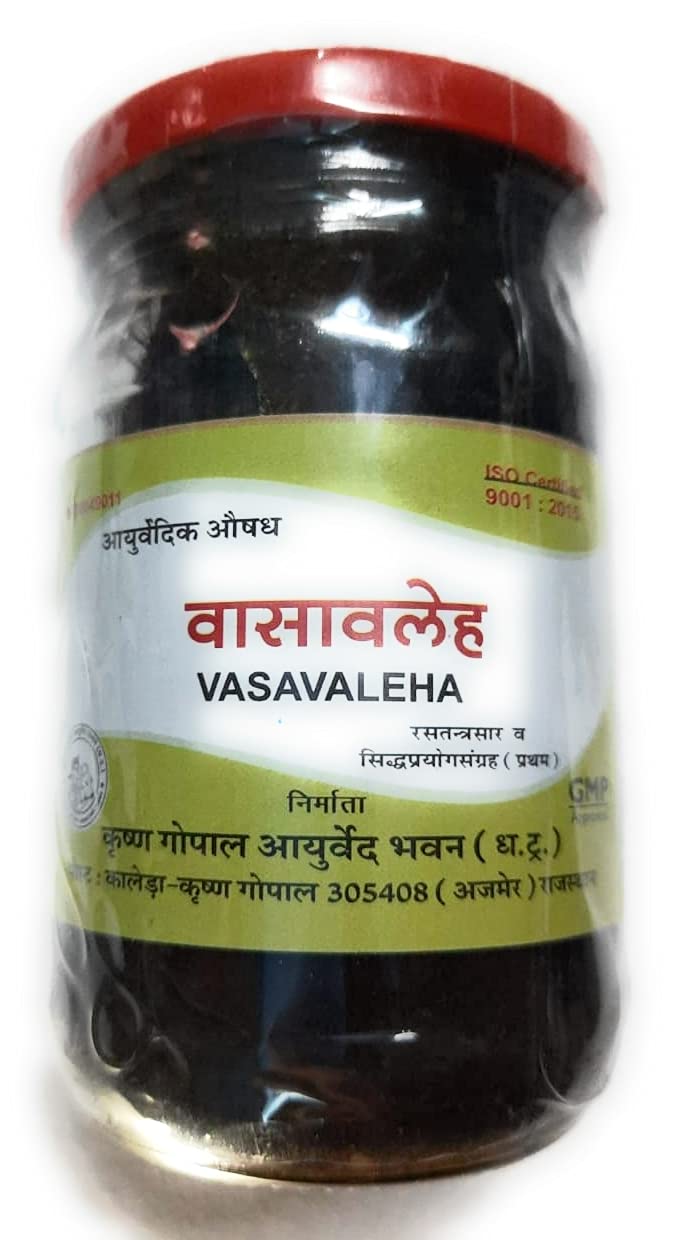 ISO Certified
9001 : 2015
आयुर्वेदिक औषध
वासावलेह
VASAVALEHA
रसतन्त्रसार व
सिद्धप्रयोगसंग्रह ( प्रथम )
GMP
निर्माता
कृष्ण गोपाल आयुर्वेद भवन ( ध.ट्र. )
: कालेड़ा-कृष्ण गोपाल 305408 ( अजमेर ) राजस्थान